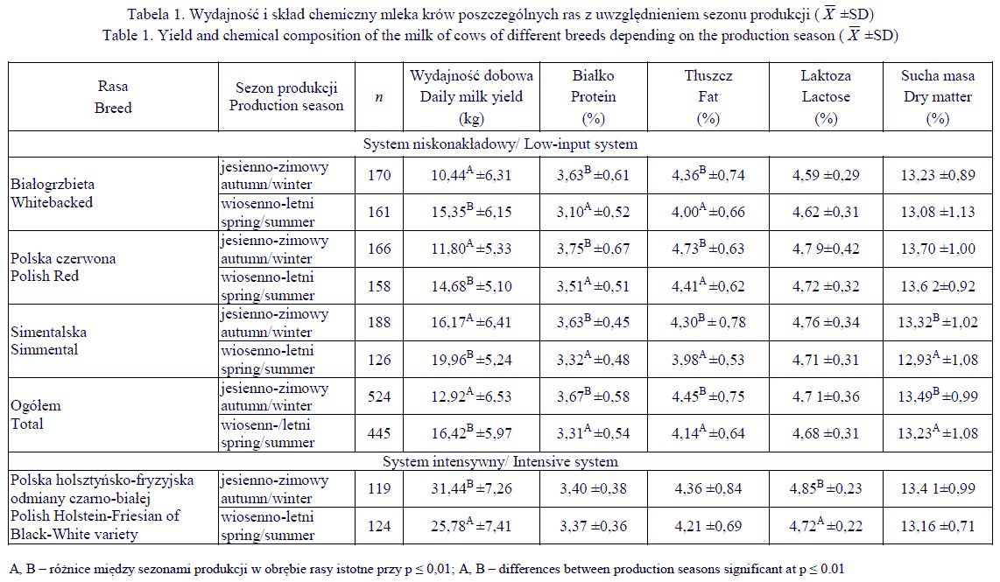 Tabela 1. Wydajność i skład chemiczny mleka krów poszczególnych ras z uwzględnieniem sezonu produkcji ( X̅ ±SD)
Table 1. Yield and chemical composition of the milk of cows of different breeds depending on the production season ( X̅ ±SD)
Rasa Breed | Sezon produkcji Production season | n | Wydajność dobowa Daily milk yield (kg) | Białko Protein (%) | Tłuszcz Fat (%) | Laktoza Lactose (%) | Sucha masa Dry matter (%)
System niskonakładowy/ Low-input system
Białogrzbieta Whitebacked | jesienno-zimowy autumn/winter | 170 | 10,44^A ±6,31 | 3,63^B ±0,61 | 4,36^B ±0,74 | 4,59 ±0,29 | 13,23 ±0,89
wiosenno-letni spring/summer | 161 | 15,35^B ±6,15 | 3,10^A ±0,52 | 4,00^A ±0,66 | 4,62 ±0,31 | 13,08 ±1,13
Polska czerwona Polish Red | jesienno-zimowy autumn/winter | 166 | 11,80^A ±5,33 | 3,75^B ±0,67 | 4,73^B ±0,63 | 4,7 9±0,42 | 13,70 ±1,00
wiosenno-letni spring/summer | 158 | 14,68^B ±5,10 | 3,51^A ±0,51 | 4,41^A ±0,62 | 4,72 ±0,32 | 13,6 2±0,92
Simentalska Simmental | jesienno-zimowy autumn/winter | 188 | 16,17^A ±6,41 | 3,63^B ±0,45 | 4,30^B ± 0,78 | 4,76 ±0,34 | 13,32^B ±1,02
wiosenno-letni spring/summer | 126 | 19,96^B ±5,24 | 3,32^A ±0,48 | 3,98^A ±0,53 | 4,71 ±0,31 | 12,93^A ±1,08
Ogółem Total | jesienno-zimowy autumn/winter | 524 | 12,92^A ±6,53 | 3,67^B ±0,58 | 4,45^B ±0,75 | 4,7 1±0,36 | 13,49^B ±0,99
wiosenn-/letni spring/summer | 445 | 16,42^B ±5,97 | 3,31^A ±0,54 | 4,14^A ±0,64 | 4,68 ±0,31 | 13,23^A ±1,08
System intensywny/ Intensive system
Polska holsztyńsko-fryzyjska odmiany czarno-białej Polish Holstein-Friesian of Black-White variety | jesienno-zimowy autumn/winter | 119 | 31,44^B ±7,26 | 3,40 ±0,38 | 4,36 ±0,84 | 4,85^B ±0,23 | 13,4 1±0,99
wiosenno-letni spring/summer | 124 | 25,78^A ±7,41 | 3,37 ±0,36 | 4,21 ±0,69 | 4,72^A ±0,22 | 13,16 ±0,71
A, B – różnice między sezonami produkcji w obrębie rasy istotne przy p ≤ 0,01; A, B – differences between production seasons significant at p ≤ 0.01